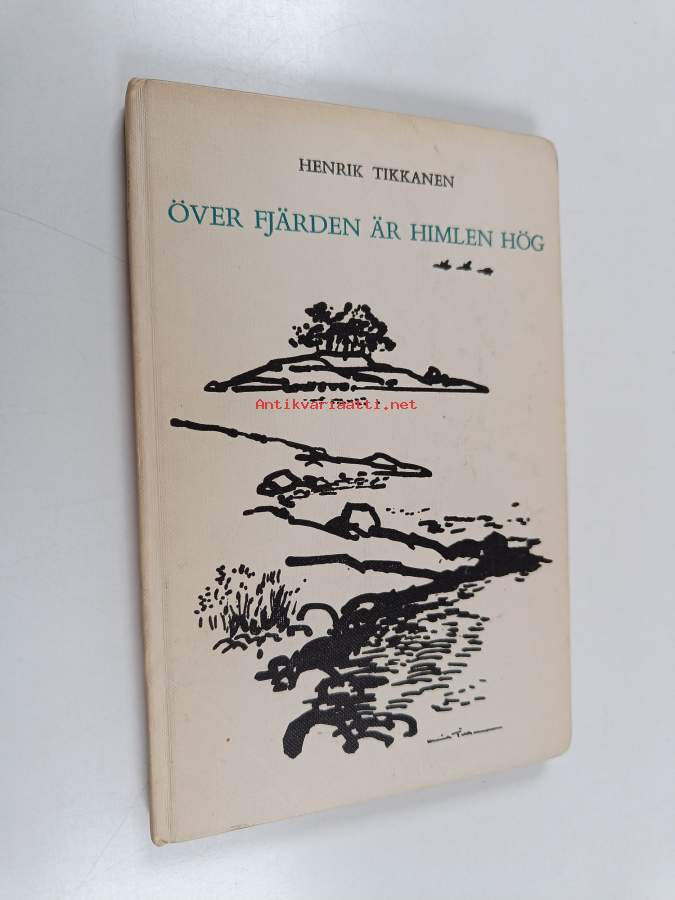 HENRIK TIKKANEN
ÖVER FJÄRDEN ÄR HIMLEN HÖG
Antikvariaatti.net